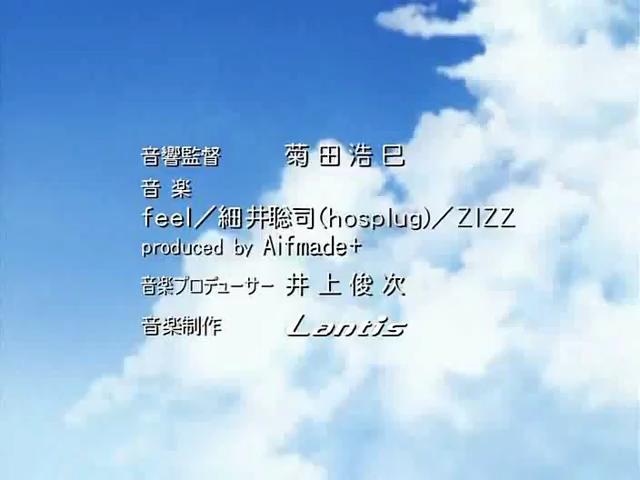 音響監督 菊田浩巳
音楽
feel／細井聡司(hosplug)／ZIZZ
produced by Aifmade+
音楽プロデューサー 井上俊次
音楽制作 Lantis